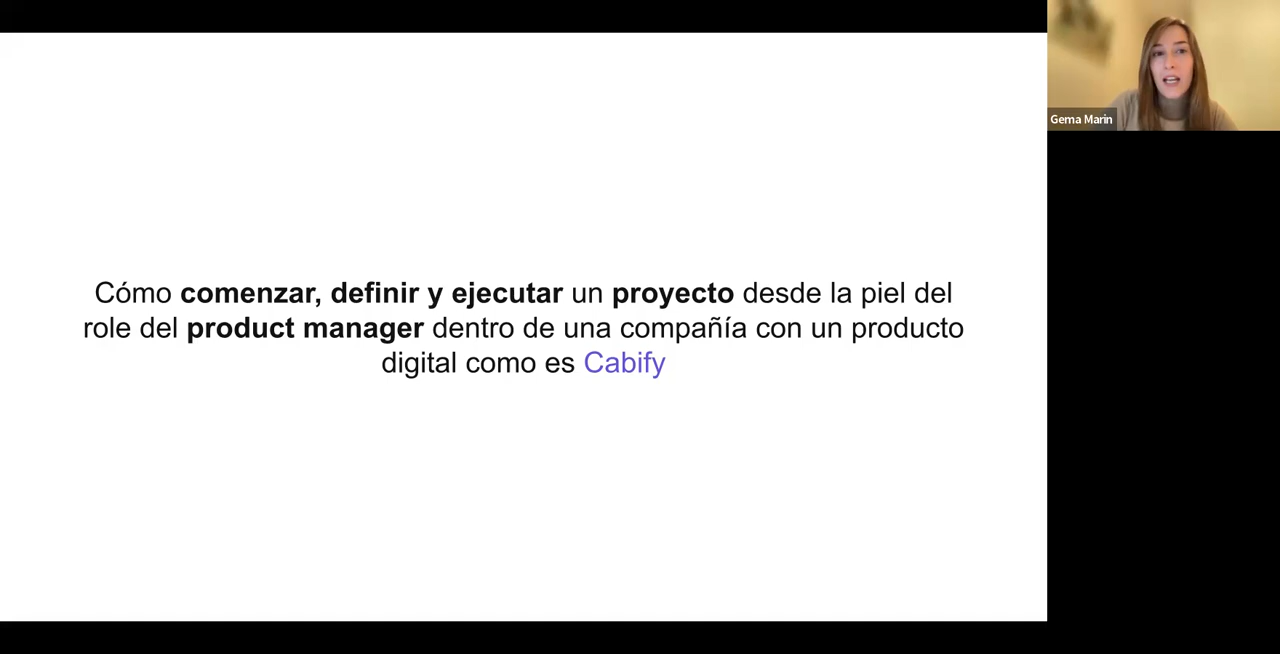 Cómo comenzar, definir y ejecutar un proyecto desde la piel del
role del product manager dentro de una compañía con un producto
digital como es Cabify
Gema Marin